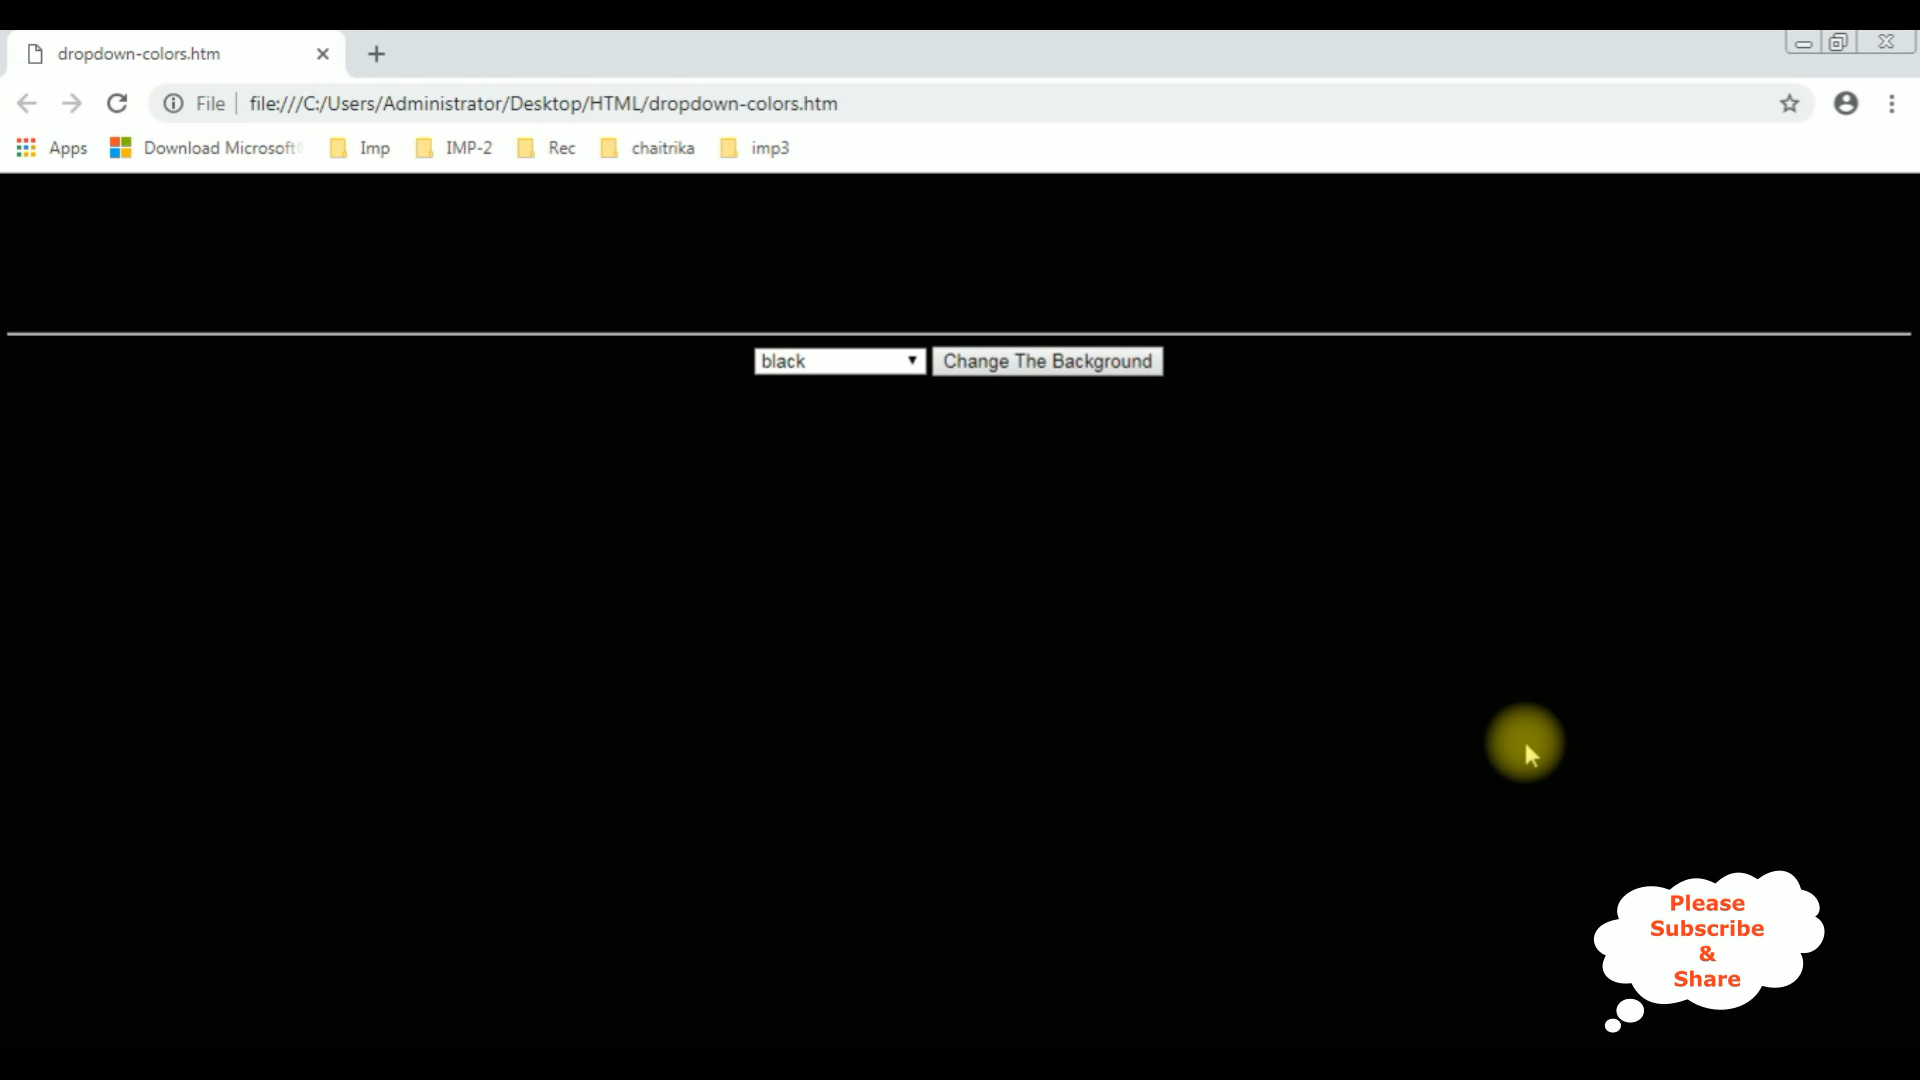 dropdown-colors.htm
File file:///C:/Users/Administrator/Desktop/HTML/dropdown-colors.htm
Apps Download Microsoft Imp IMP-2 Rec chaitrika imp3
black Change The Background
Please
Subscribe
&
Share